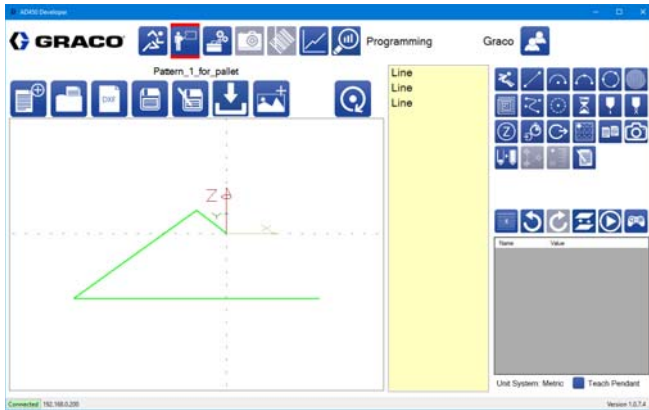 AD450 Developer
GRACO
Programming
Graco
Pattern_1_for_pallet
DXF
Line
Line
Line
Z
Y
X
Z
Name Value
Unit System: Metric
Teach Pendant
Connected 192.168.0.200
Version 1.0.7.4